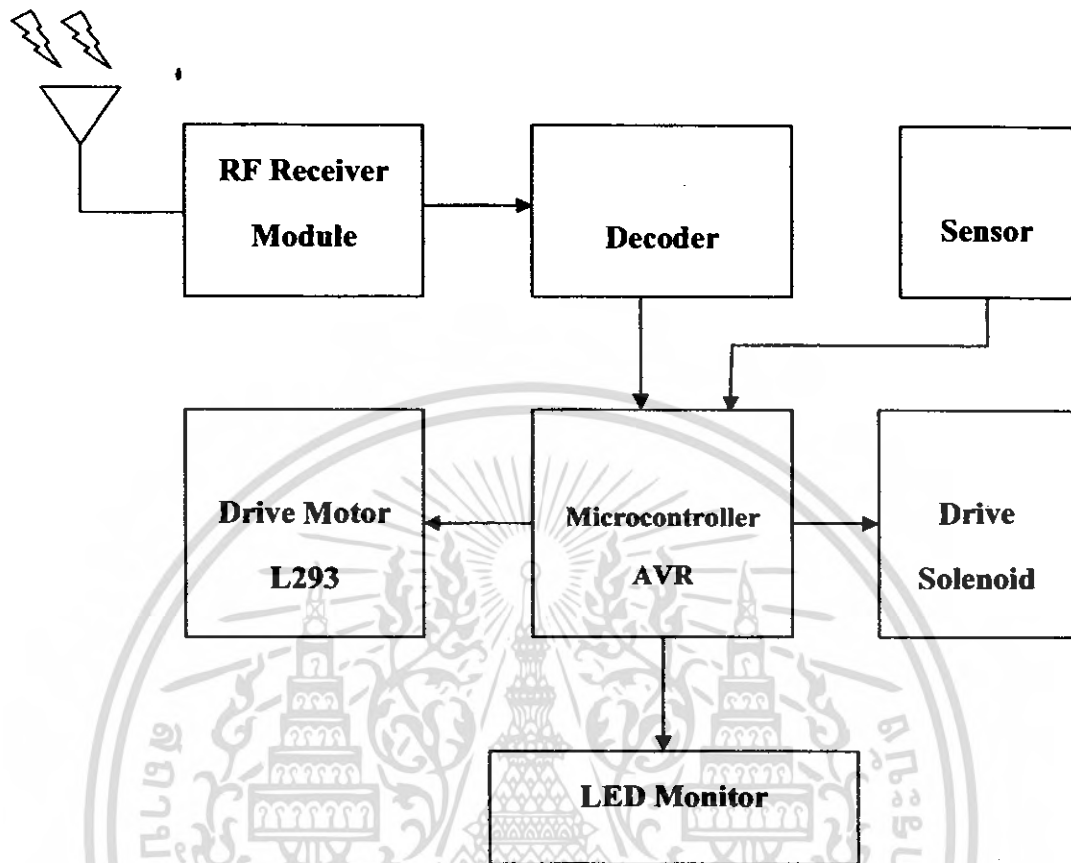 RF Receiver
Module
Decoder
Sensor
Drive Motor
L293
Microcontroller
AVR
Drive
Solenoid
LED Monitor